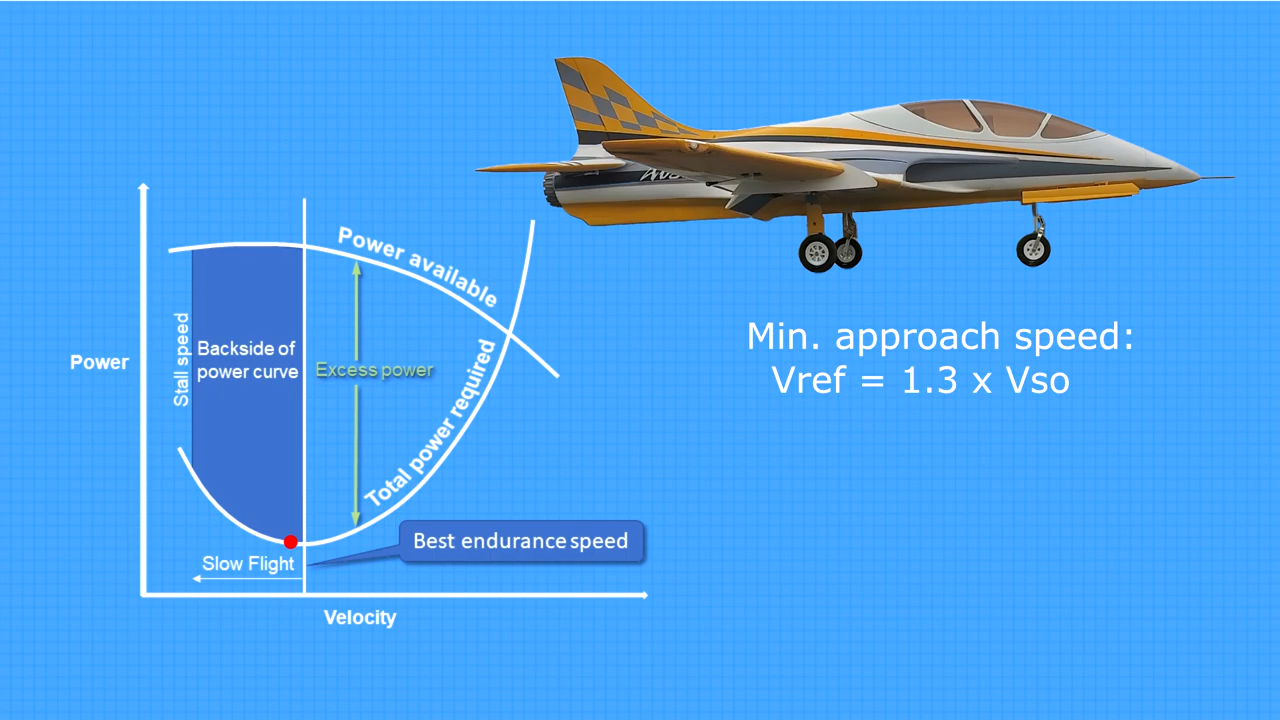 Power available
Power
Stall speed
Backside of
power curve
Excess power
Total power required
Min. approach speed:
Vref = 1.3 x Vso
Best endurance speed
Slow Flight
Velocity